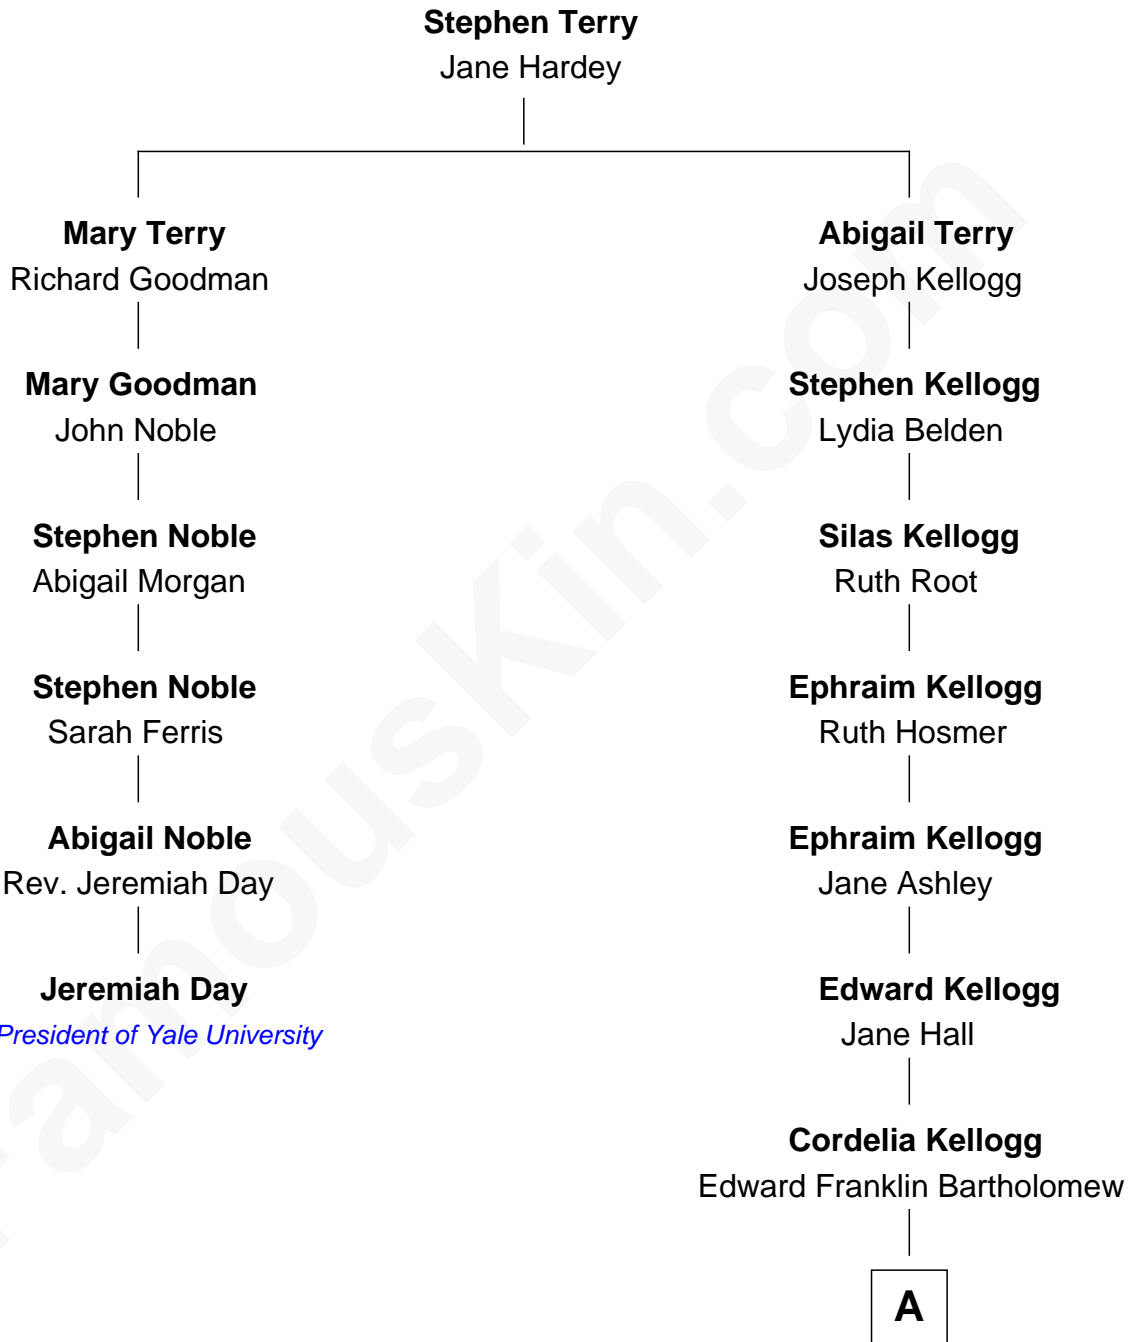 Stephen Terry
Jane Hardey
Mary Terry
Richard Goodman
Abigail Terry
Joseph Kellogg
Mary Goodman
John Noble
Stephen Kellogg
Lydia Belden
Stephen Noble
Abigail Morgan
Silas Kellogg
Ruth Root
Stephen Noble
Sarah Ferris
Ephraim Kellogg
Ruth Hosmer
Abigail Noble
Rev. Jeremiah Day
Ephraim Kellogg
Jane Ashley
Jeremiah Day
President of Yale University
Edward Kellogg
Jane Hall
Cordelia Kellogg
Edward Franklin Bartholomew
A
FamousKin.com